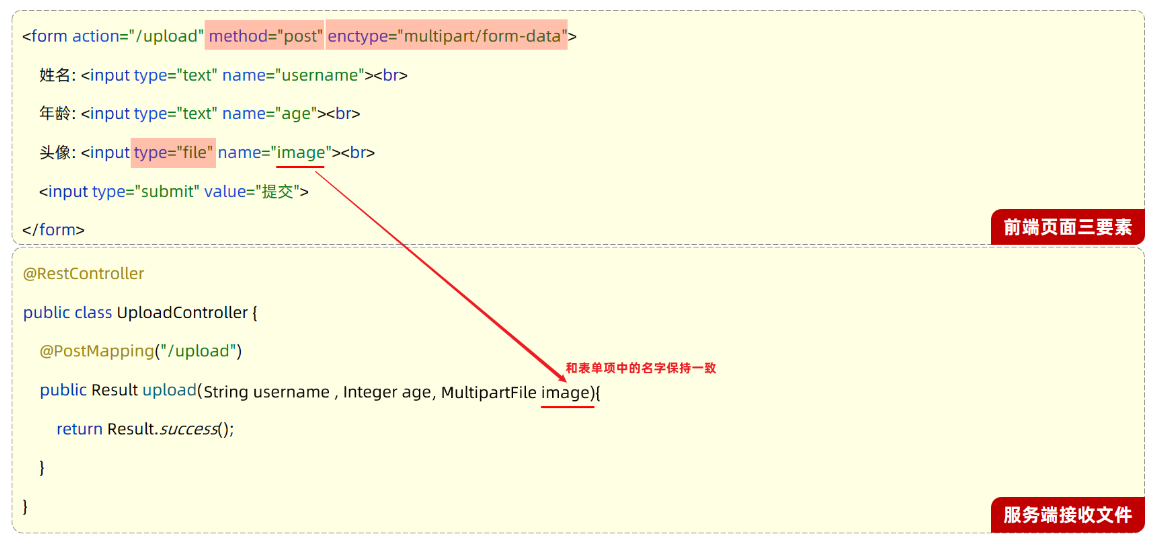 <form action="/upload" method="post" enctype="multipart/form-data">
姓名: <input type="text" name="username"><br>
年龄: <input type="text" name="age"><br>
头像: <input type="file" name="image"><br>
<input type="submit" value="提交">
</form>
前端页面三要素
@RestController
public class UploadController {
@PostMapping("/upload")
和表单项中的名字保持一致
public Result upload(String username , Integer age, MultipartFile image){
return Result.success();
}
}
服务端接收文件